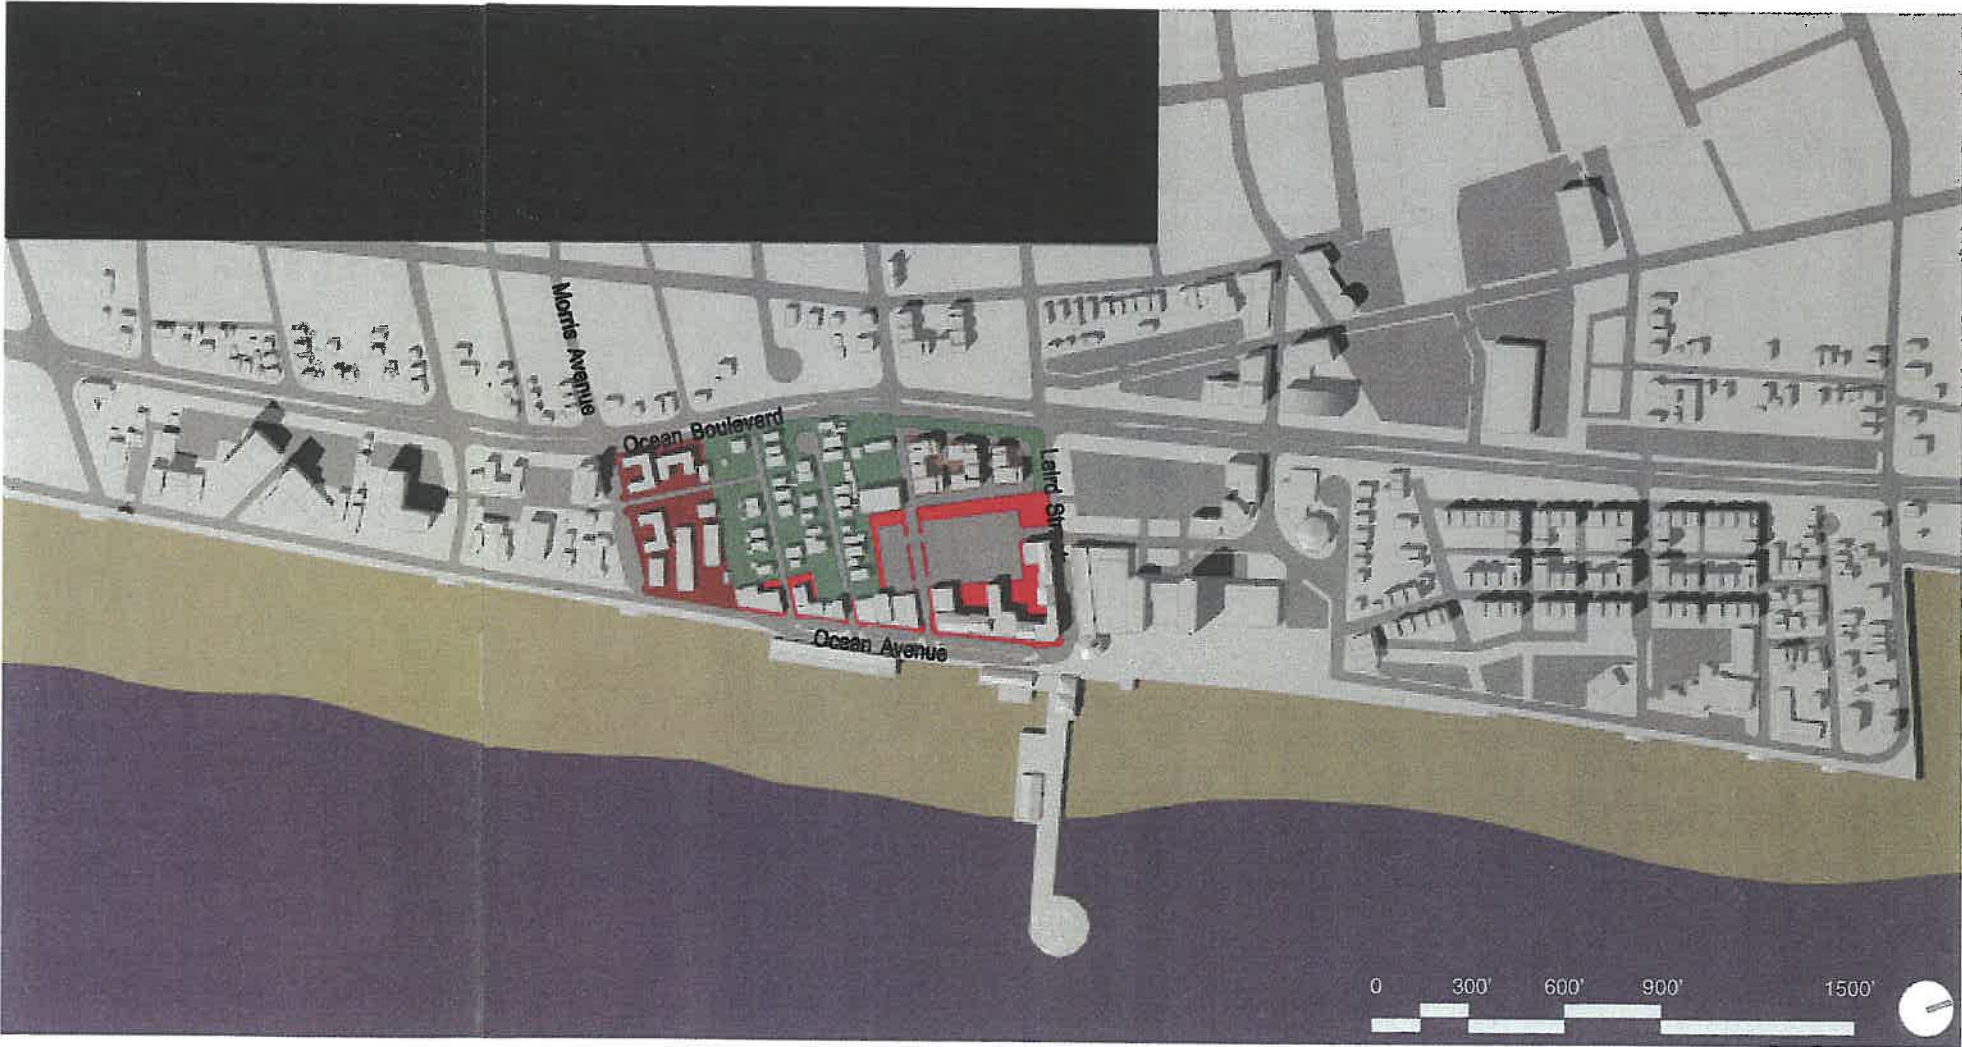 Morris Avenue
Ocean Boulevard
Laird Street
Ocean Avenue
0 300' 600' 900' 1500'